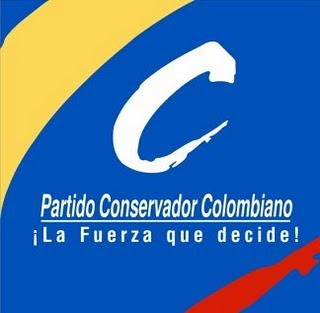 C
Partido Conservador Colombiano
¡La Fuerza que decide!